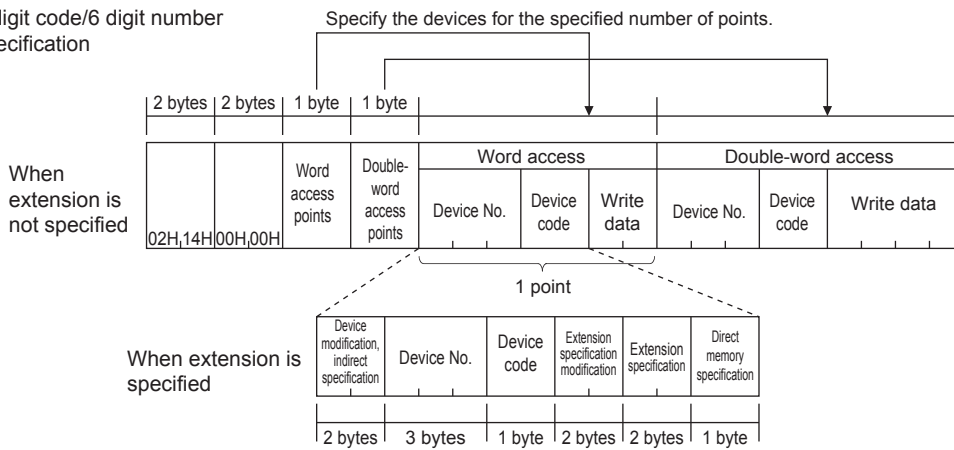 digit code/6 digit number
ecification
Specify the devices for the specified number of points.
2 bytes 2 bytes 1 byte 1 byte
When
extension is
not specified
02H 14H 00H 00H
Word
access
points
Double-
word
access
points
Word access
Device No.
Device
code
Write
data
Double-word access
Device No.
Device
code
Write data
1 point
When extension is
specified
Device
modification,
indirect
specification
Device No.
Device
code
Extension
specification
modification
Extension
specification
Direct
memory
specification
2 bytes 3 bytes 1 byte 2 bytes 2 bytes 1 byte